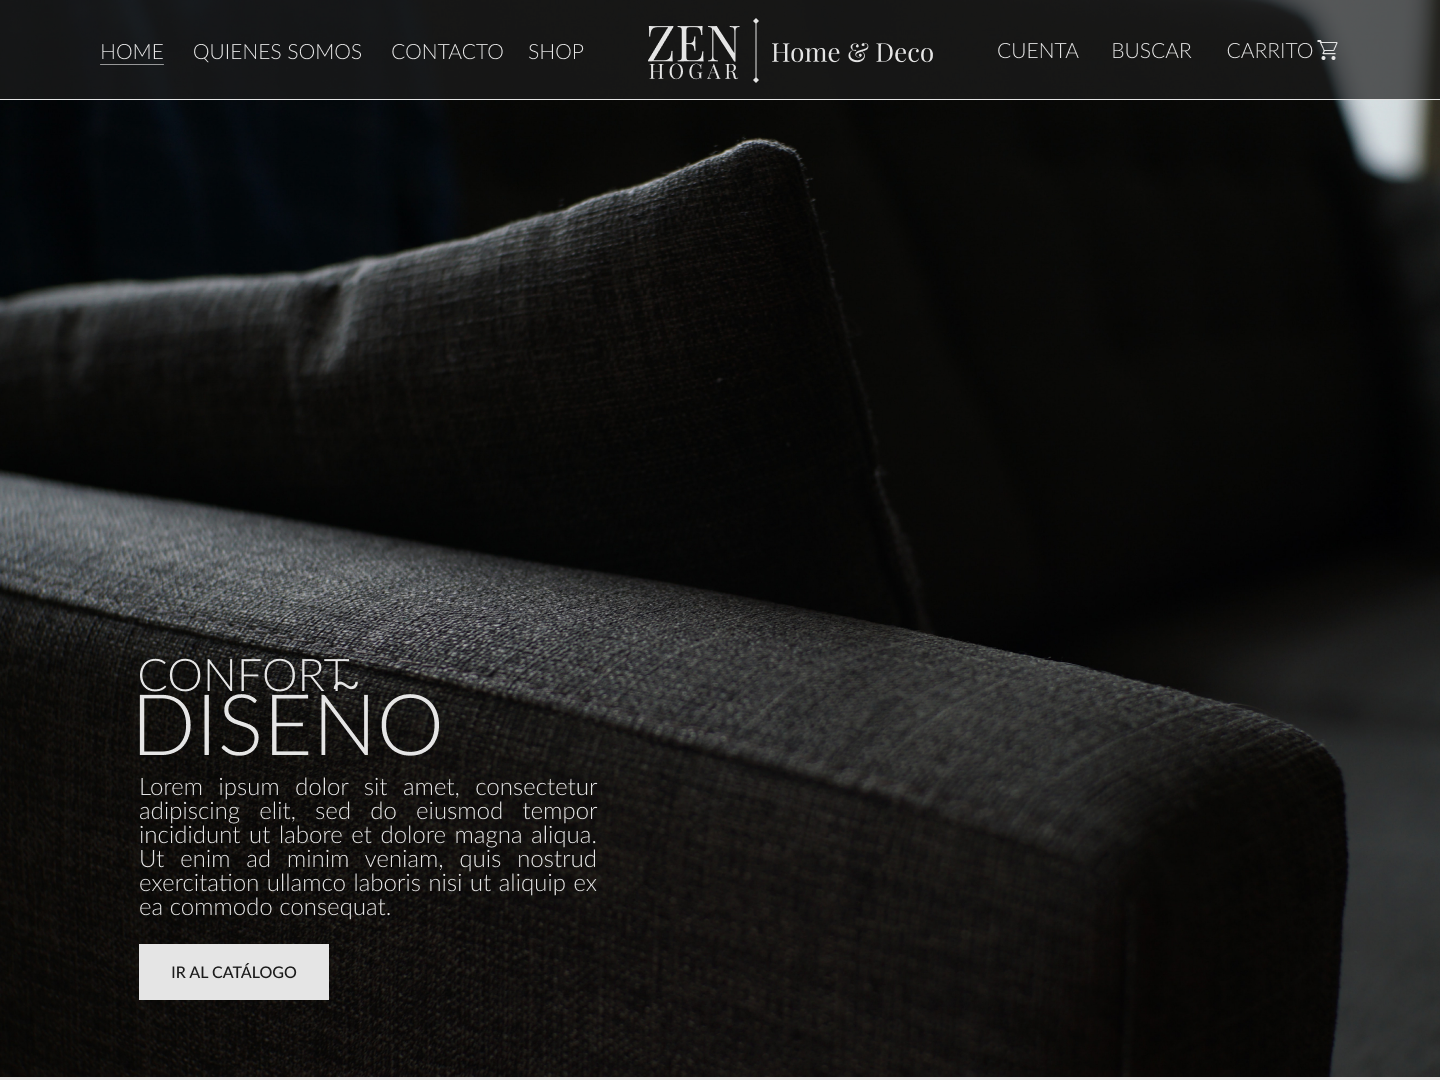 HOME QUIENES SOMOS CONTACTO SHOP
ZEN
HOGAR
Home & Deco
CUENTA BUSCAR CARRITO
CONFORT
DISEÑO
Lorem ipsum dolor sit amet, consectetur
adipiscing elit, sed do eiusmod tempor
incididunt ut labore et dolore magna aliqua.
Ut enim ad minim veniam, quis nostrud
exercitation ullamco laboris nisi ut aliquip ex
ea commodo consequat.
IR AL CATÁLOGO